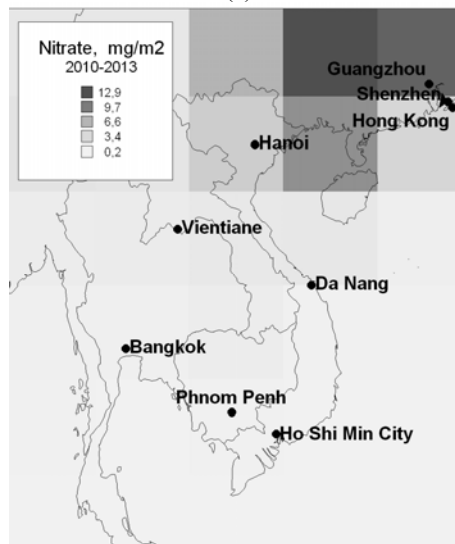 Nitrate, mg/m2
2010-2013
12,9
9,7
6,6
3,4
0,2
Guangzhou
Shenzhen
Hong Kong
Hanoi
Vientiane
Da Nang
Bangkok
Phnom Penh
Ho Shi Min City